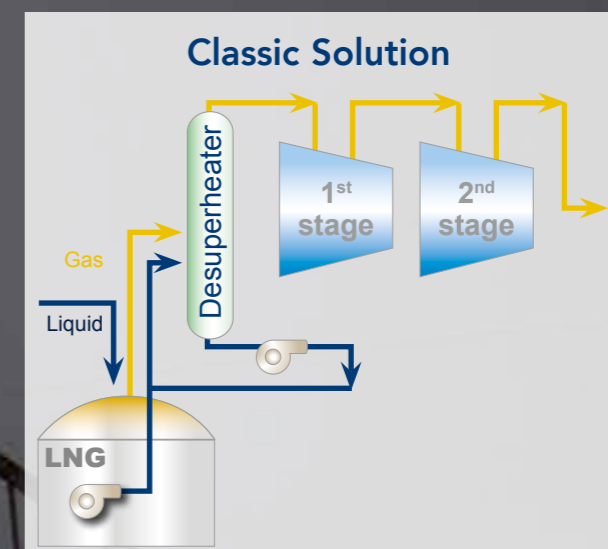 Classic Solution
Desuperheater
1st
stage
2nd
stage
Gas
Liquid
LNG